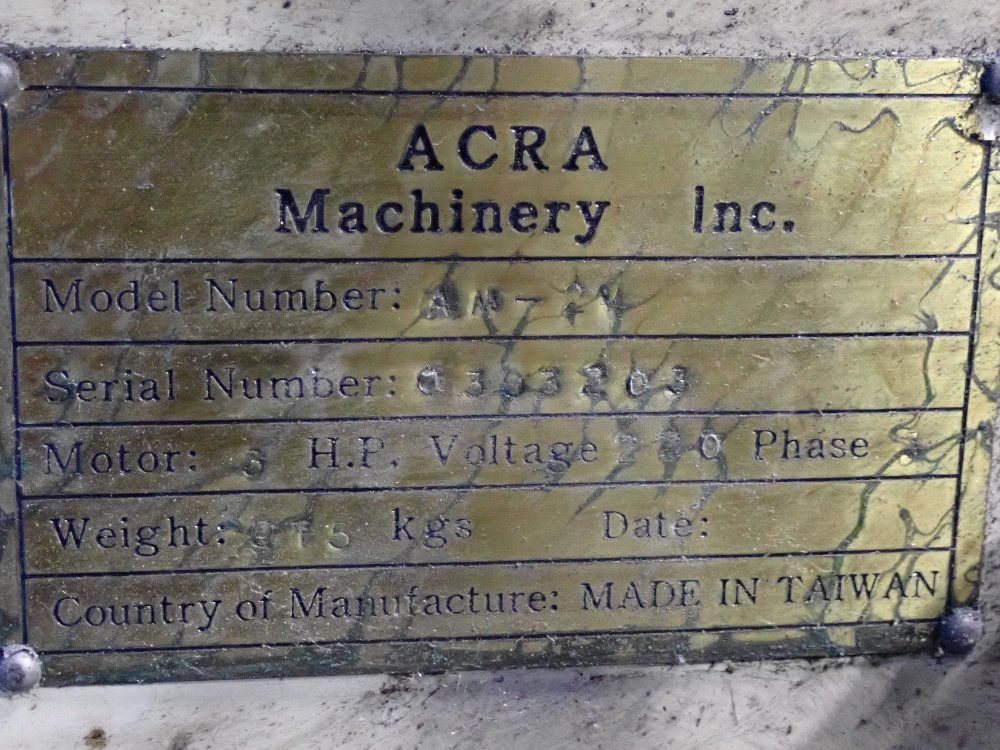 ACRA
Machinery Inc.
Model Number:
Serial Number: 0303203
Motor: H.P. Voltage Phase
Weight: kgs Date:
Country of Manufacture: MADE IN TAIWAN